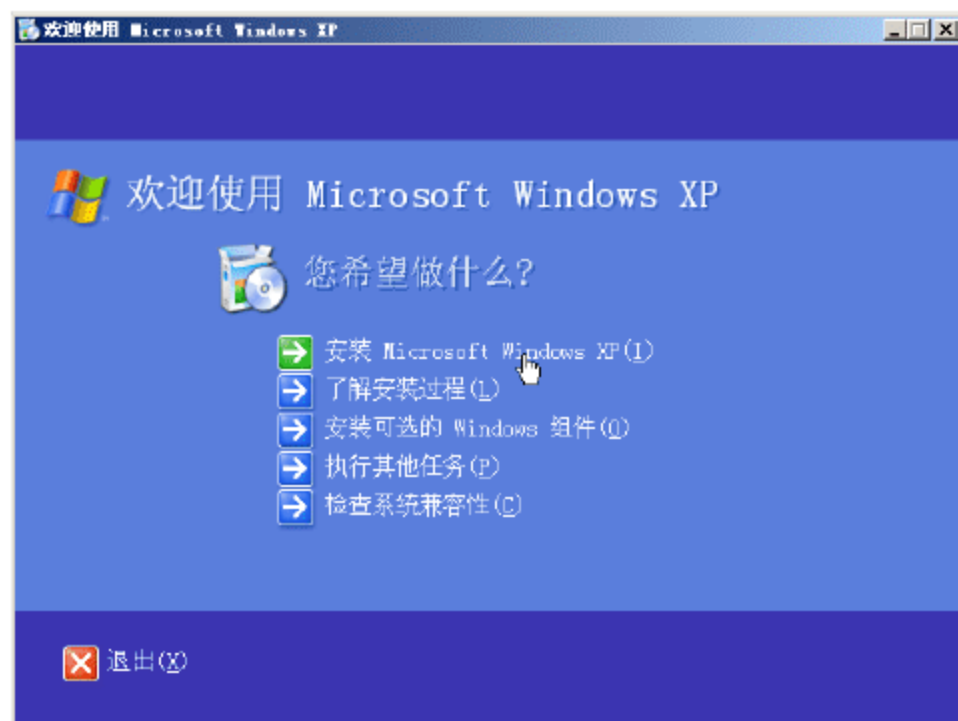 欢迎使用 Microsoft Windows XP
欢迎使用 Microsoft Windows XP
您希望做什么?
安装 Microsoft Windows XP(I)
了解安装过程(L)
安装可选的 Windows 组件(O)
执行其他任务(P)
检查系统兼容性(C)
退出(X)